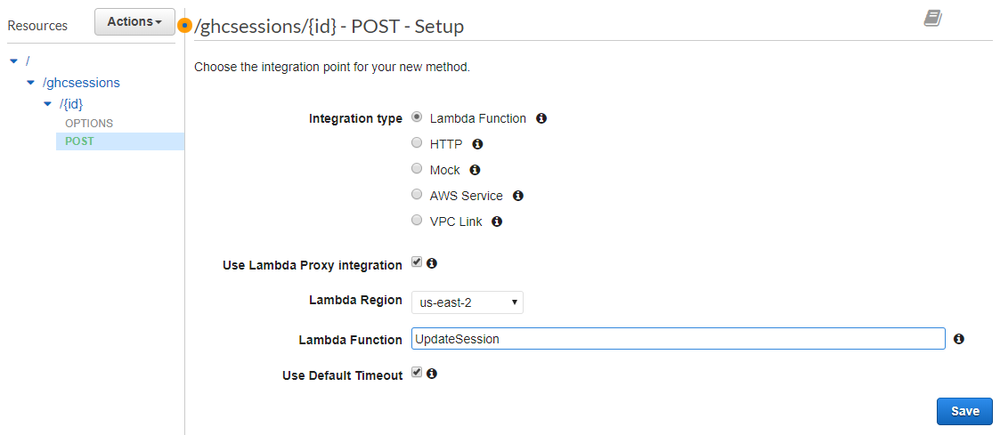 Resources
Actions
/
/ghcsessions
/{id}
OPTIONS
POST
/ghcsessions/{id} - POST - Setup
Choose the integration point for your new method.
Integration type
Lambda Function
HTTP
Mock
AWS Service
VPC Link
Use Lambda Proxy integration
Lambda Region us-east-2
Lambda Function UpdateSession
Use Default Timeout
Save